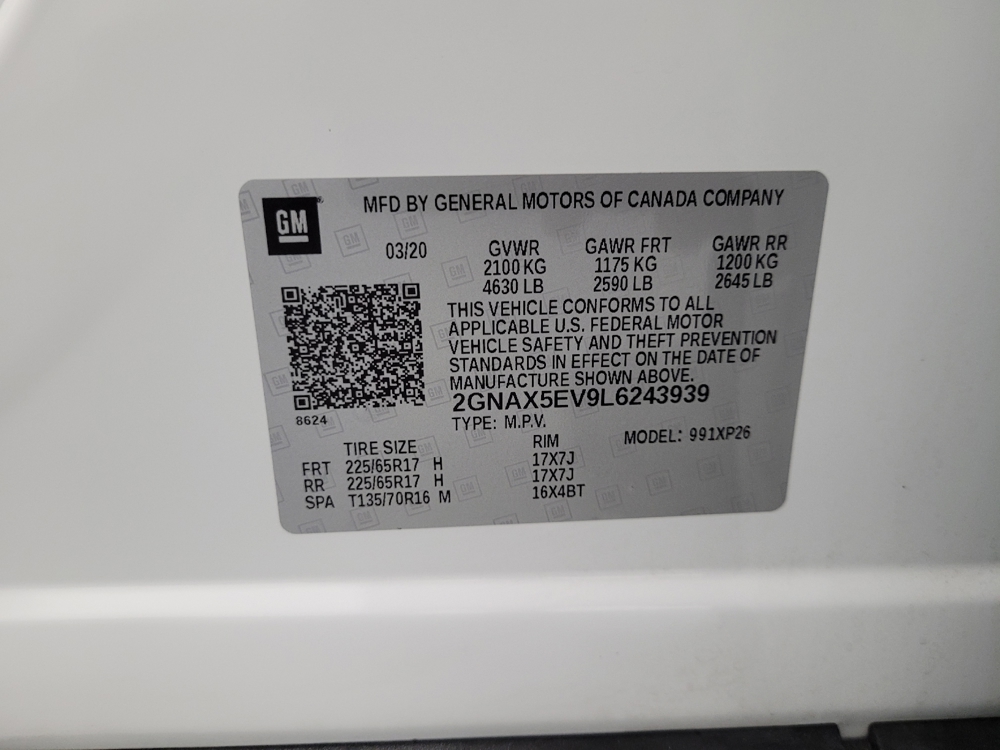 GM
MFD BY GENERAL MOTORS OF CANADA COMPANY
03/20 GVWR GAWR FRT GAWR RR
2100 KG 1175 KG 1200 KG
4630 LB 2590 LB 2645 LB
THIS VEHICLE CONFORMS TO ALL
APPLICABLE U.S. FEDERAL MOTOR
VEHICLE SAFETY AND THEFT PREVENTION
STANDARDS IN EFFECT ON THE DATE OF
MANUFACTURE SHOWN ABOVE.
2GNAX5EV9L6243939
8624
TYPE: M.P.V. MODEL: 991XP26
TIRE SIZE RIM
FRT 225/65R17 H 17X7J
RR 225/65R17 H 17X7J
SPA T135/70R16 M 16X4BT